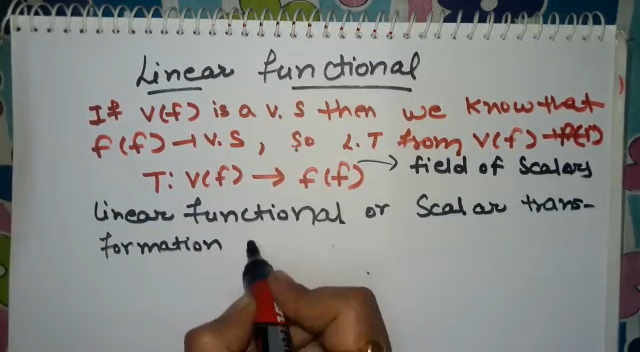 Linear functional
If V(f) is a V.S then we know that
f(f) → V.S, So L.T from V(f) → f(f)
T: V(f) → f(f) → field of Scalars
Linear functional or Scalar trans-
formation